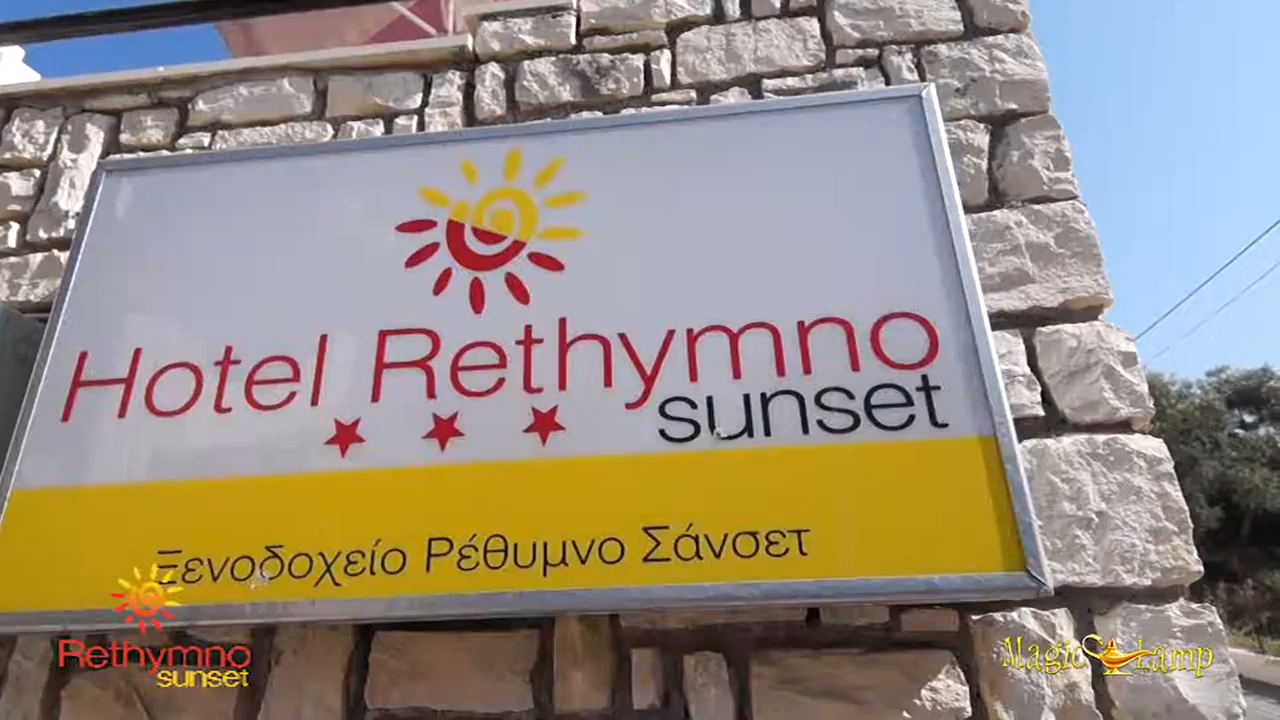 Hotel Rethymno
sunset
Ξενοδοχείο Ρέθυμνο Σάνσετ
Rethymno
sunset
Magic Lamp